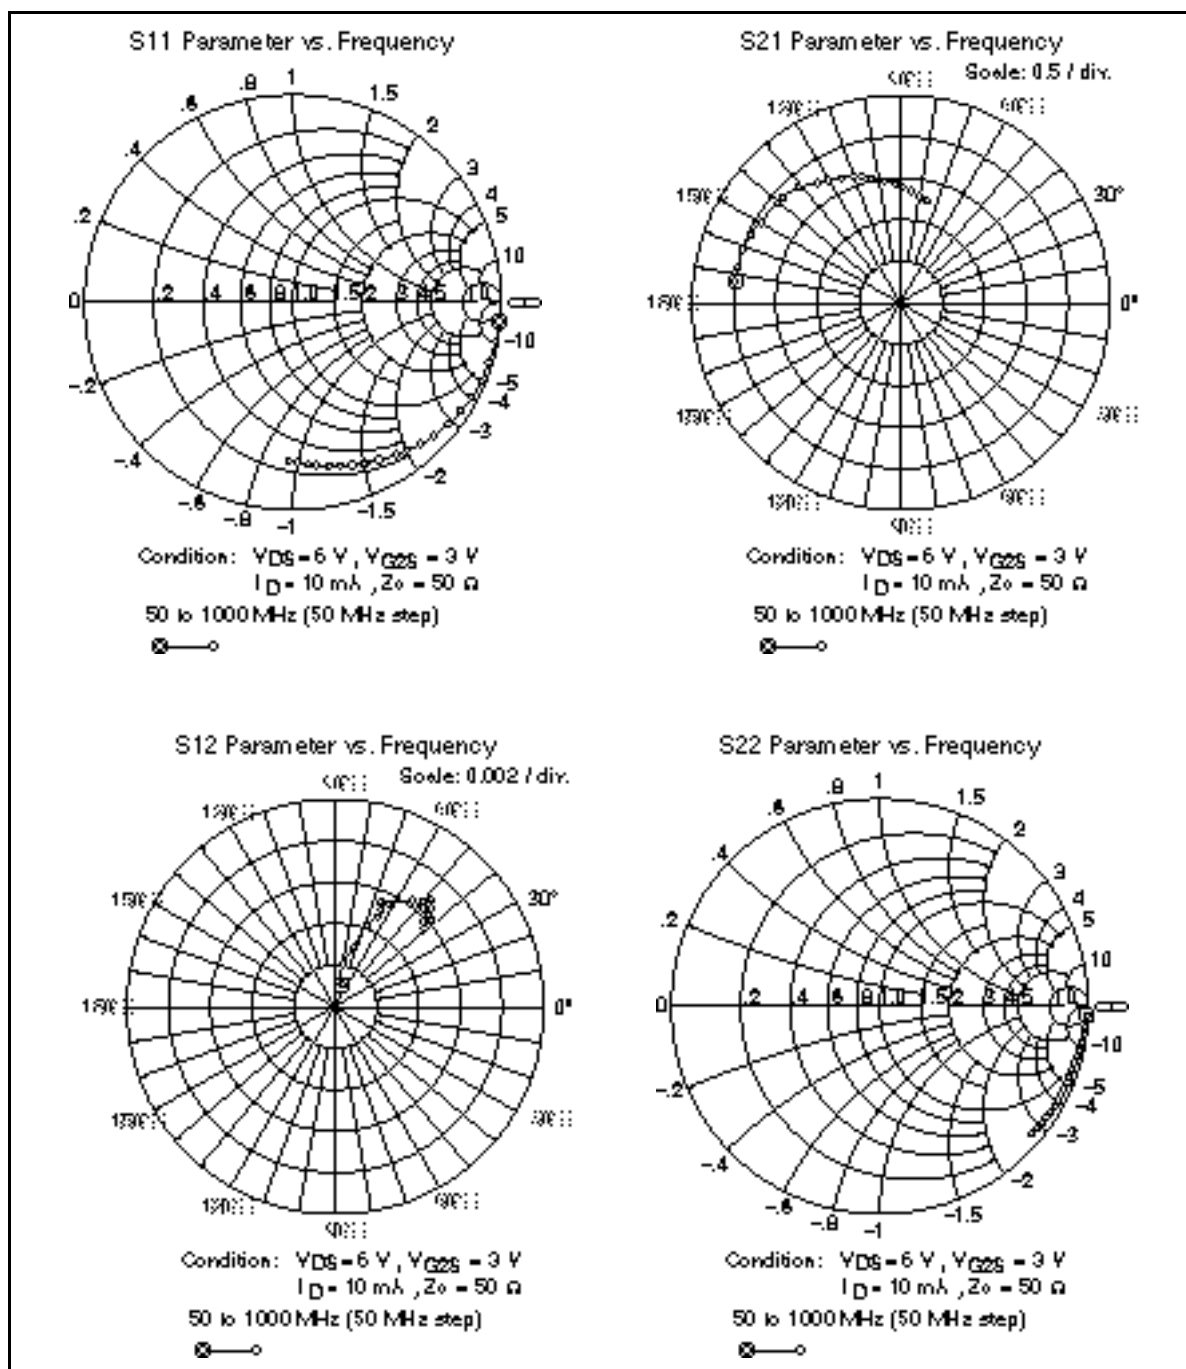 S11 Parameter vs. Frequency
.8 1 1.5
.6 2
.4 3
4
.2 5
10
0 .2 .4 .6 .8 1.0 1.5 2 3 4 5 10 ∞
-10
-.2 -5
-4
-3
-.4 -2
-.6 -1.5
-.8 -1
Condition: VDS = 6 V, VG2S = 3 V
ID = 10 mA, Zo = 50 Ω
50 to 1000 MHz (50 MHz step)
S21 Parameter vs. Frequency
Scale: 0.5 / div.
30°
0°
Condition: VDS = 6 V, VG2S = 3 V
ID = 10 mA, Zo = 50 Ω
50 to 1000 MHz (50 MHz step)
S12 Parameter vs. Frequency
Scale: 0.002 / div.
30°
0°
Condition: VDS = 6 V, VG2S = 3 V
ID = 10 mA, Zo = 50 Ω
50 to 1000 MHz (50 MHz step)
S22 Parameter vs. Frequency
.8 1 1.5
.6 2
.4 3
4
.2 5
10
0 .2 .4 .6 .8 1.0 1.5 2 3 4 5 10 ∞
-10
-.2 -5
-4
-3
-.4 -2
-.6 -1.5
-.8 -1
Condition: VDS = 6 V, VG2S = 3 V
ID = 10 mA, Zo = 50 Ω
50 to 1000 MHz (50 MHz step)